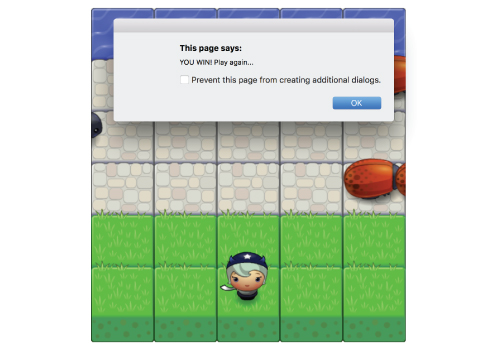 This page says:
YOU WIN! Play again...
Prevent this page from creating additional dialogs.
OK